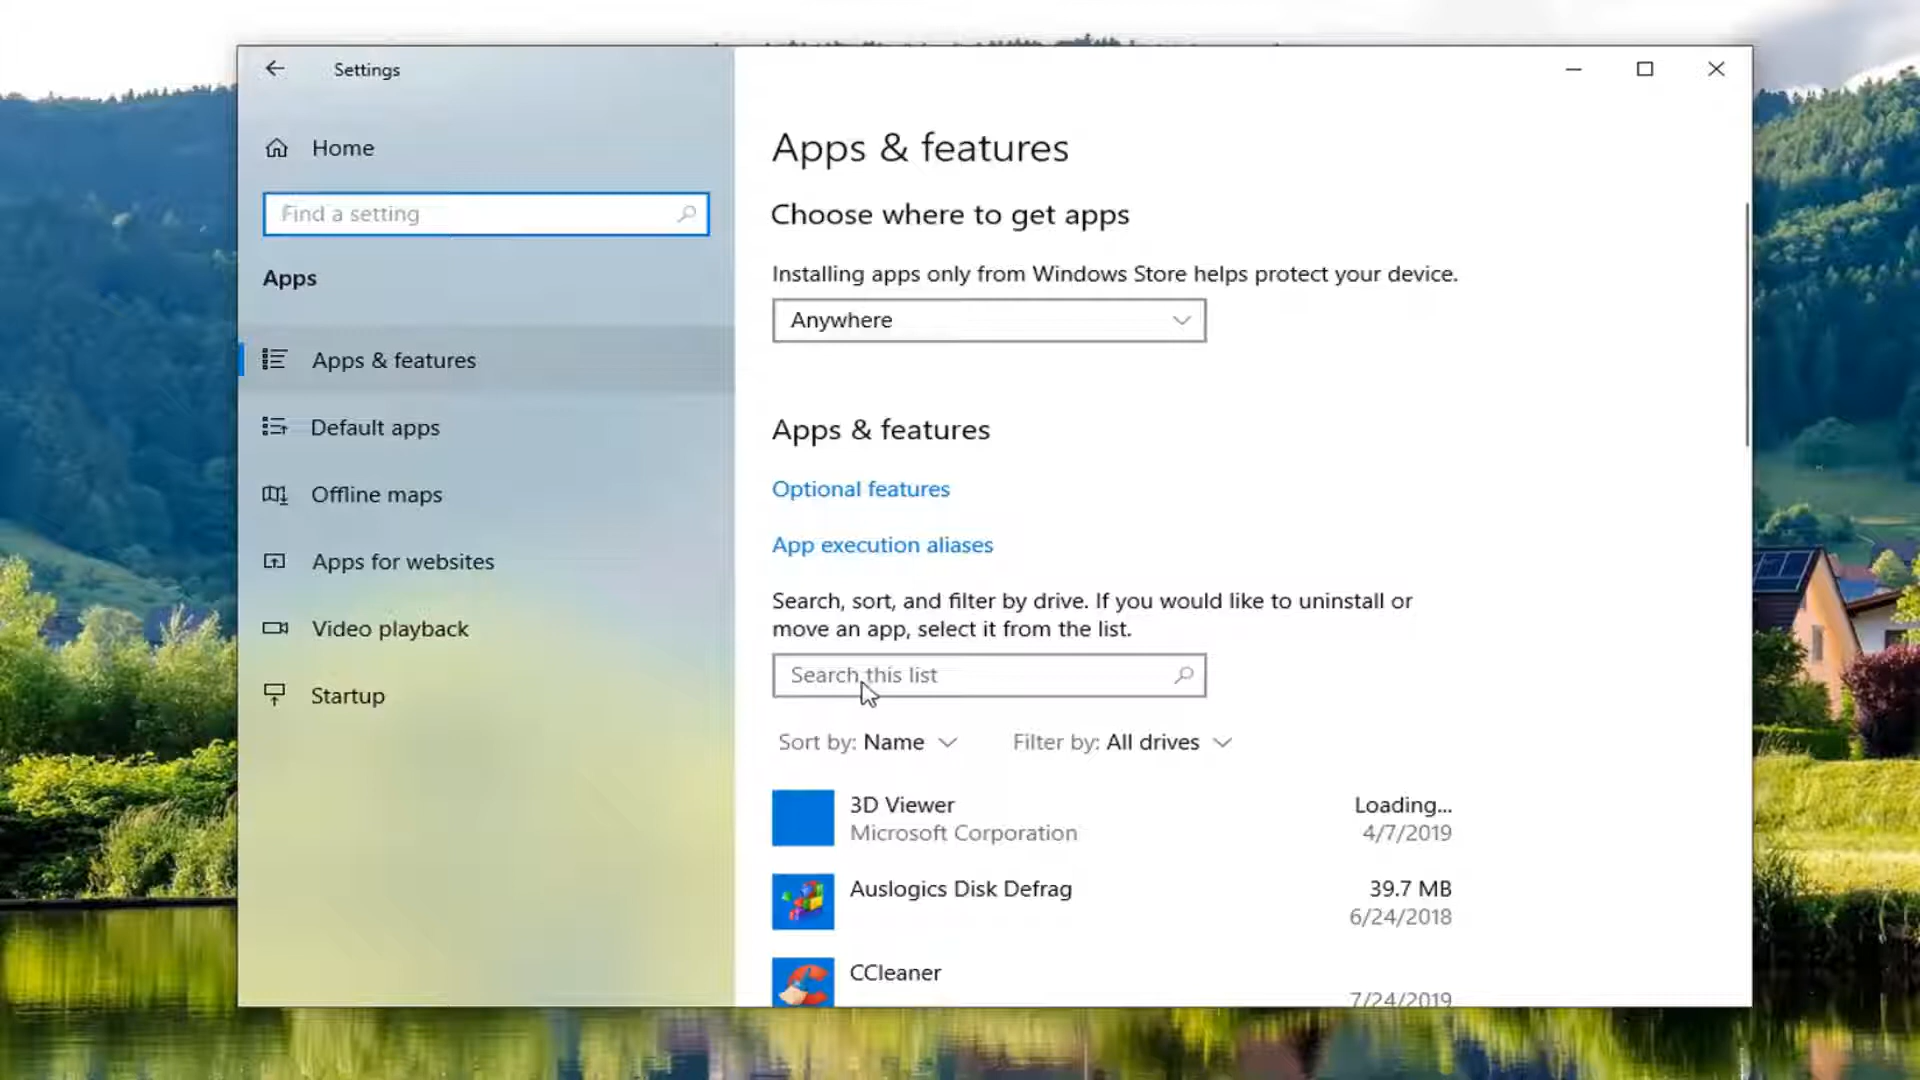 Settings
Home
Find a setting
Apps
Apps & features
Default apps
Offline maps
Apps for websites
Video playback
Startup
Apps & features
Choose where to get apps
Installing apps only from Windows Store helps protect your device.
Anywhere
Apps & features
Optional features
App execution aliases
Search, sort, and filter by drive. If you would like to uninstall or
move an app, select it from the list.
Search this list
Sort by: Name
Filter by: All drives
3D Viewer
Loading...
Microsoft Corporation
4/7/2019
Auslogics Disk Defrag
39.7 MB
6/24/2018
CCleaner
7/24/2019